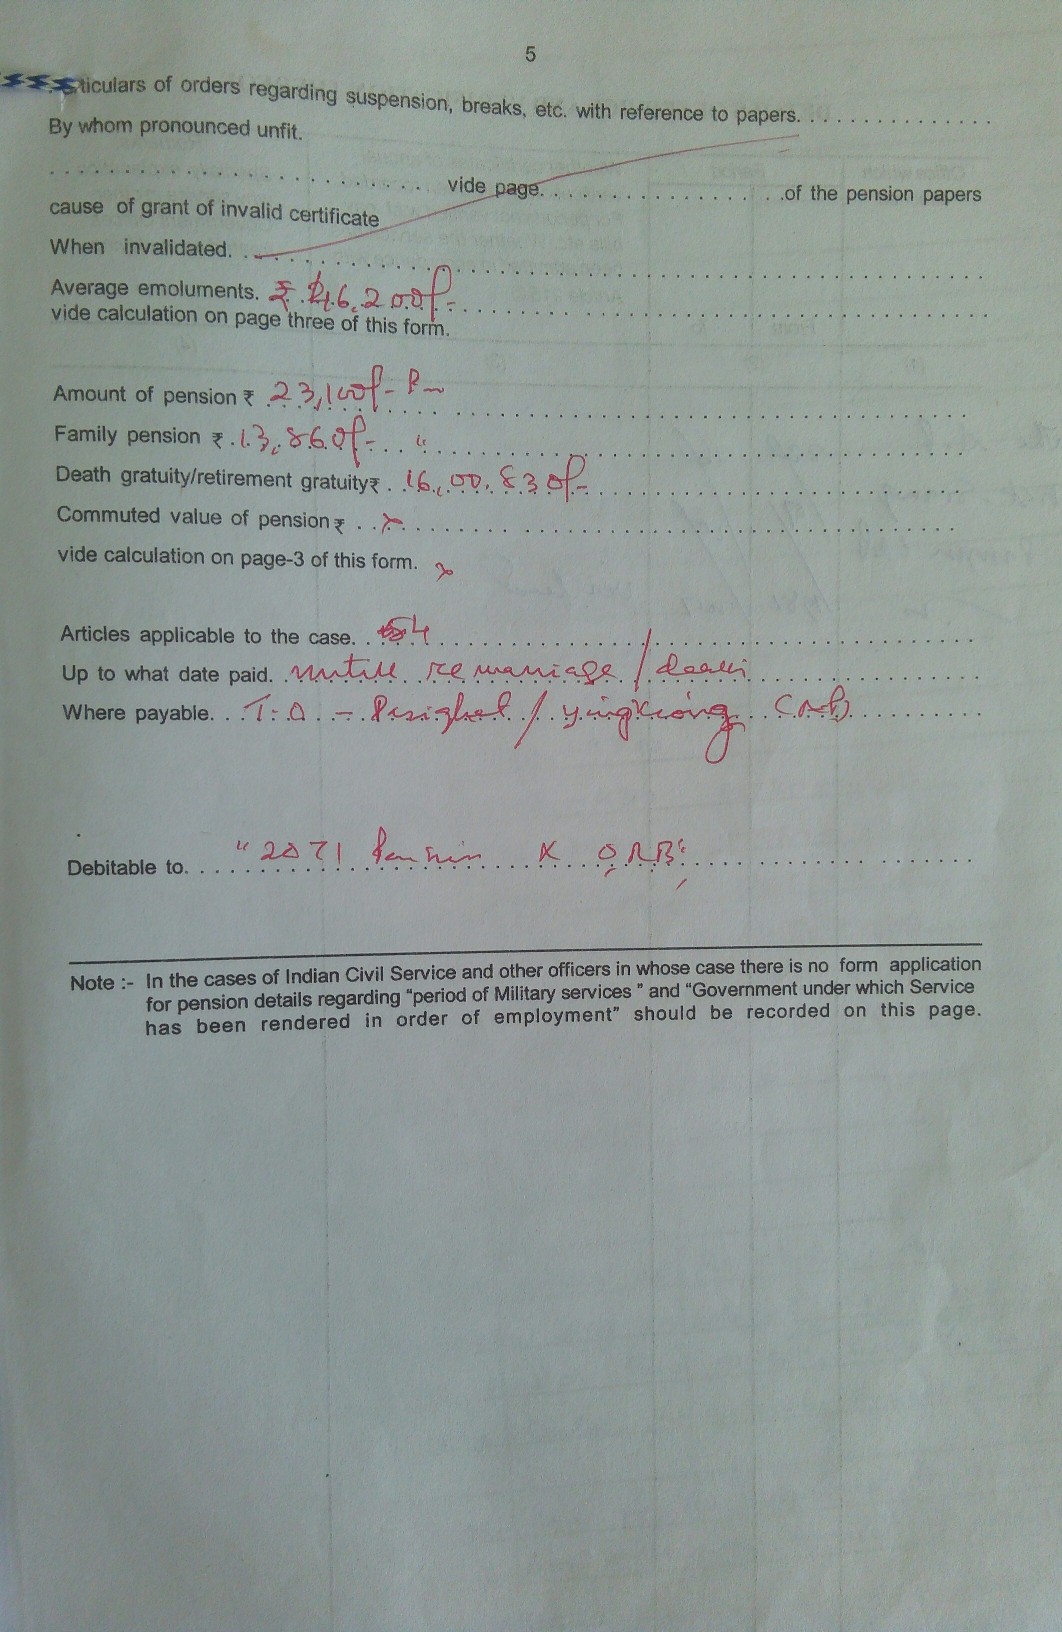 5
ticulars of orders regarding suspension, breaks, etc. with reference to papers. . . . . . . . . . . . . . .
By whom pronounced unfit.
. . . . . . . . . . . . . . . . . . . . . . . . . vide page. . . . . . . . . . . . . . . . . .of the pension papers
cause of grant of invalid certificate
When invalidated. . . . . . . . . . . . . . . . . . . . . . .
Average emoluments. ₹ 46,200/-
vide calculation on page three of this form.
Amount of pension ₹ 23,100/- Pm
Family pension ₹ 13,860/- "
Death gratuity/retirement gratuity₹ 16,00,830/-
Commuted value of pension ₹ . . x . . . . . . . . . . . . . . .
vide calculation on page-3 of this form. x
Articles applicable to the case. 54
Up to what date paid. untill remarriage / death
Where payable. T.O - Pasighat / Yingkiong
Debitable to. "2071 Pension & ORB"
Note :- In the cases of Indian Civil Service and other officers in whose case there is no form application
for pension details regarding "period of Military services " and "Government under which Service
has been rendered in order of employment" should be recorded on this page.